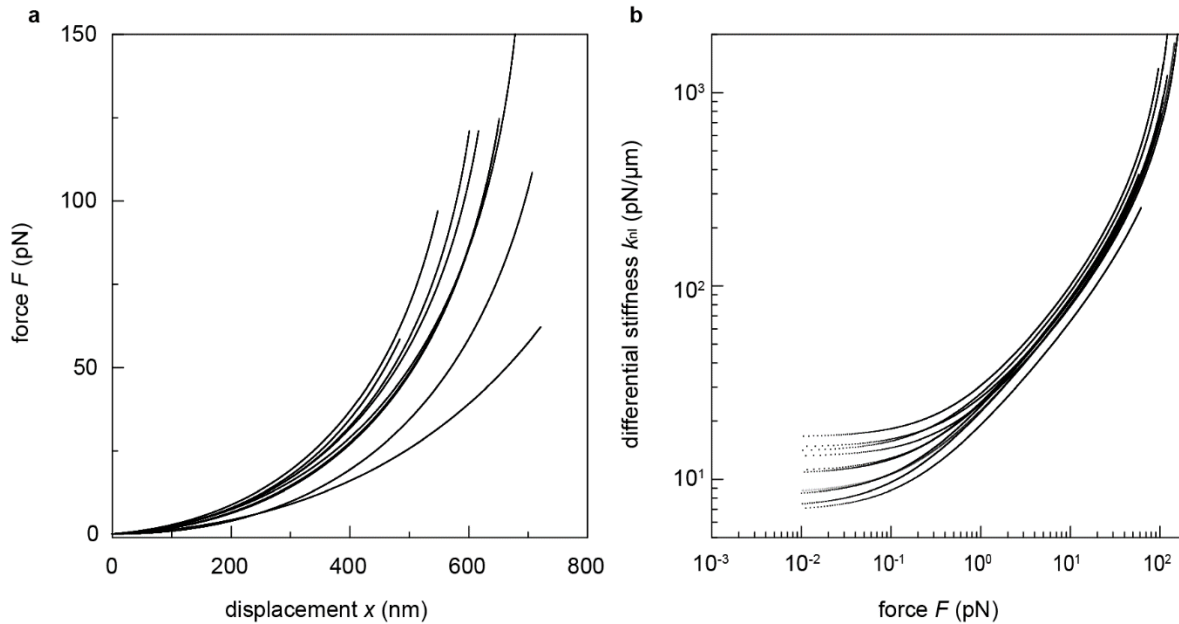 a
150
100
50
0
force F (pN)
0 200 400 600 800
displacement x (nm)
b
10³
10²
10¹
differential stiffness kₙₗ (pN/µm)
10⁻³ 10⁻² 10⁻¹ 10⁰ 10¹ 10²
force F (pN)